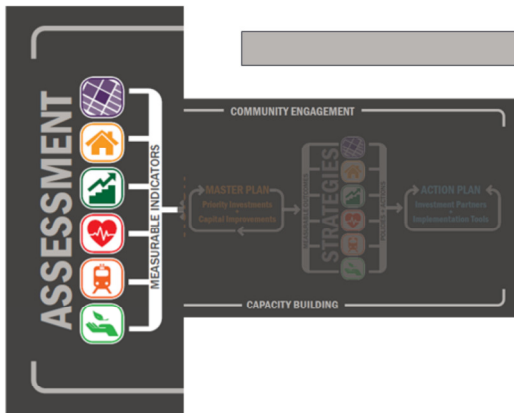 ASSESSMENT
MEASURABLE INDICATORS
COMMUNITY ENGAGEMENT
MASTER PLAN
Priority Investments
Capital Improvements
STRATEGIES
ACTION PLAN
Investment Partners
Implementation Tools
CAPACITY BUILDING